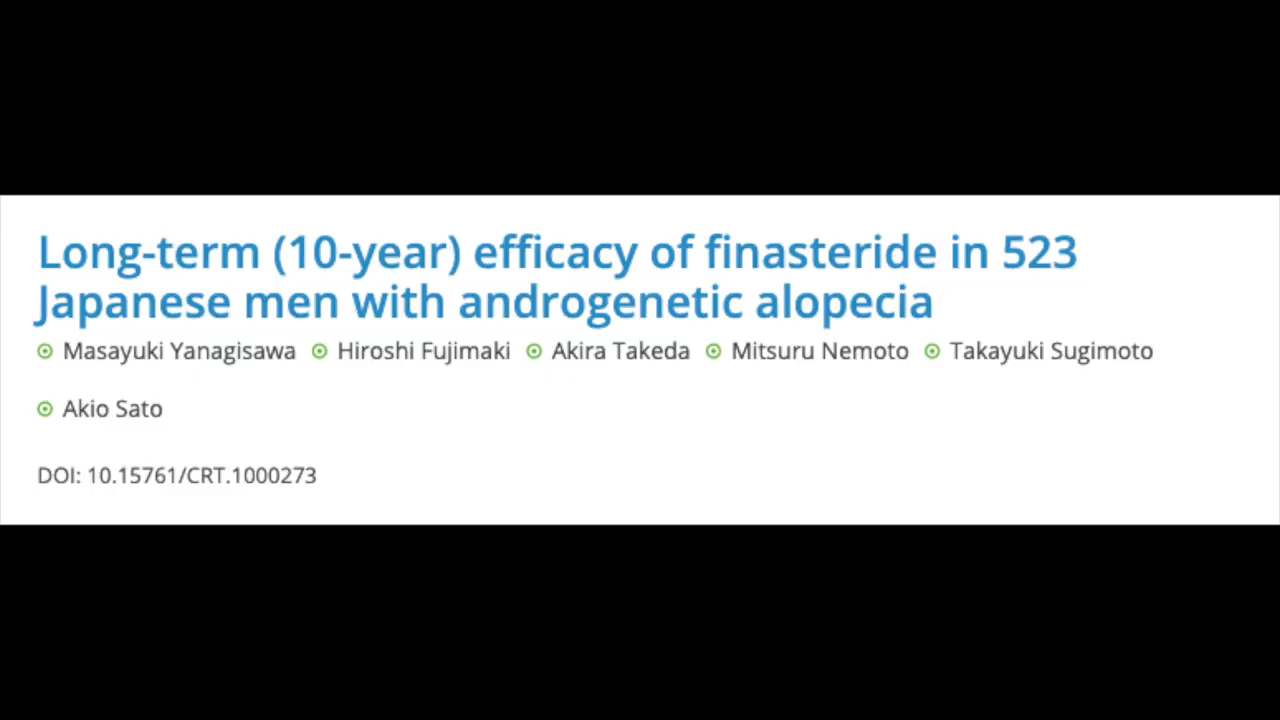 Long-term (10-year) efficacy of finasteride in 523
Japanese men with androgenetic alopecia
Masayuki Yanagisawa Hiroshi Fujimaki Akira Takeda Mitsuru Nemoto Takayuki Sugimoto
Akio Sato
DOI: 10.15761/CRT.1000273